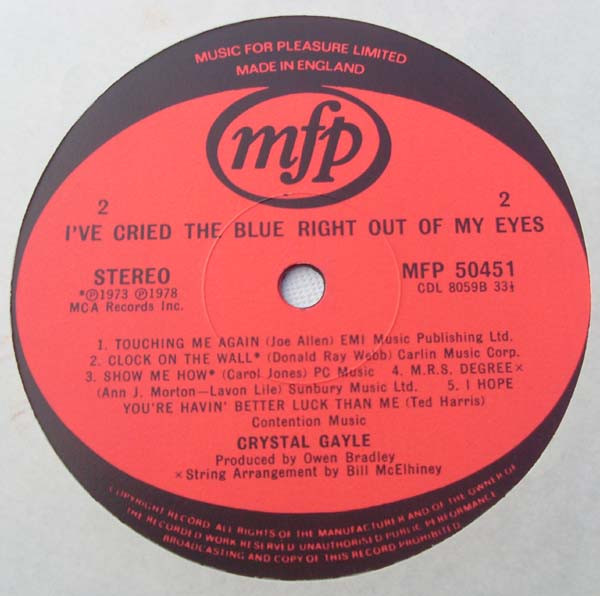 MUSIC FOR PLEASURE LIMITED
MADE IN ENGLAND
mfp
2 2
I'VE CRIED THE BLUE RIGHT OUT OF MY EYES
STEREO MFP 50451
*Ⓟ1973 Ⓟ1978 CDL 8059B 33⅓
MCA Records Inc.
1. TOUCHING ME AGAIN (Joe Allen) EMI Music Publishing Ltd.
2. CLOCK ON THE WALL* (Donald Ray Webb) Carlin Music Corp.
3. SHOW ME HOW* (Carol Jones) PC Music 4. M.R.S. DEGREE×
(Ann J. Morton—Lavon Lile) Sunbury Music Ltd. 5. I HOPE
YOU'RE HAVIN' BETTER LUCK THAN ME (Ted Harris)
Contention Music
CRYSTAL GAYLE
Produced by Owen Bradley
×String Arrangement by Bill McElhiney
COPYRIGHT RECORD ALL RIGHTS OF THE MANUFACTURER AND OF THE OWNER OF
THE RECORDED WORK RESERVED UNAUTHORISED PUBLIC PERFORMANCE
BROADCASTING AND COPY OF THIS RECORD PROHIBITED